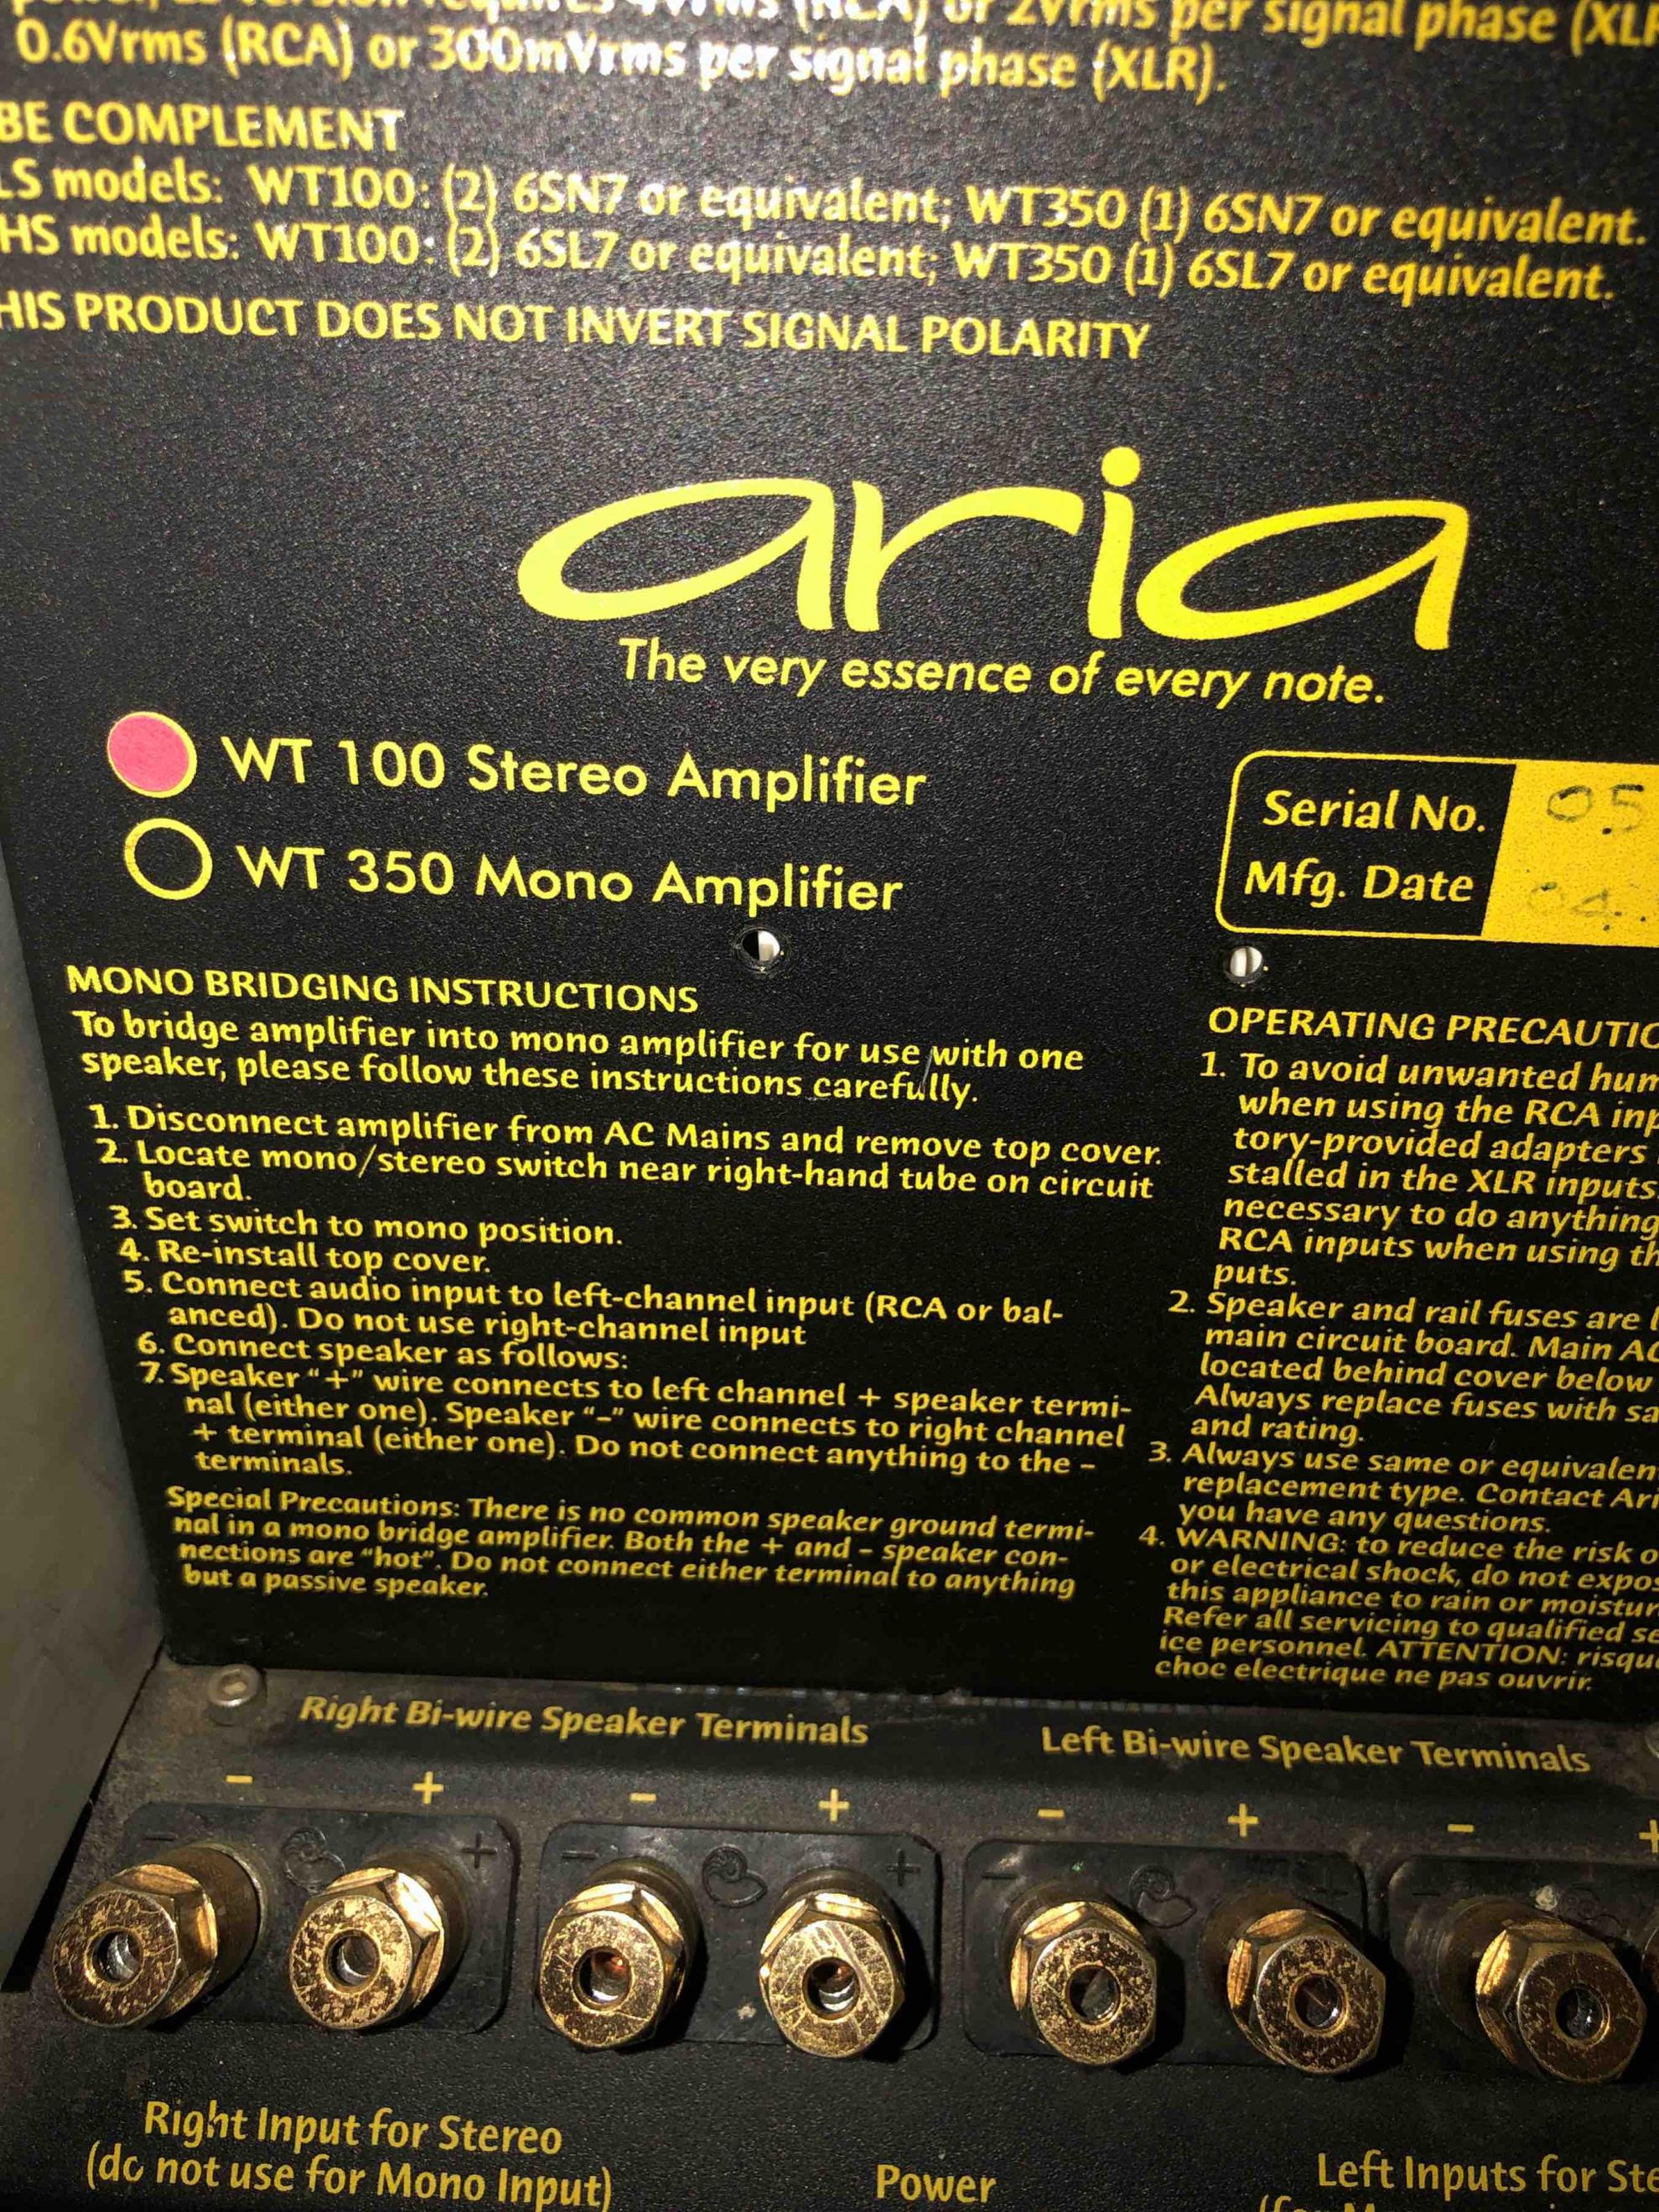 0.6Vrms (RCA) or 300mVrms per signal phase (XLR).
BE COMPLEMENT
LS models: WT100: (2) 6SN7 or equivalent; WT350 (1) 6SN7 or equivalent.
HS models: WT100: (2) 6SL7 or equivalent; WT350 (1) 6SL7 or equivalent.
HIS PRODUCT DOES NOT INVERT SIGNAL POLARITY
aria
The very essence of every note.
WT 100 Stereo Amplifier
WT 350 Mono Amplifier
Serial No. 05
Mfg. Date 04
MONO BRIDGING INSTRUCTIONS
To bridge amplifier into mono amplifier for use with one
speaker, please follow these instructions carefully.
1. Disconnect amplifier from AC Mains and remove top cover.
2. Locate mono/stereo switch near right-hand tube on circuit
board.
3. Set switch to mono position.
4. Re-install top cover.
5. Connect audio input to left-channel input (RCA or bal-
anced). Do not use right-channel input
6. Connect speaker as follows:
7. Speaker "+" wire connects to left channel + speaker termi-
nal (either one). Speaker "–" wire connects to right channel
+ terminal (either one). Do not connect anything to the –
terminals.
Special Precautions: There is no common speaker ground termi-
nal in a mono bridge amplifier. Both the + and – speaker con-
nections are "hot". Do not connect either terminal to anything
but a passive speaker.
OPERATING PRECAUTIO
1. To avoid unwanted hum
when using the RCA inp
tory-provided adapters
stalled in the XLR inputs
necessary to do anything
RCA inputs when using th
puts.
2. Speaker and rail fuses are
main circuit board. Main AC
located behind cover below
Always replace fuses with sa
and rating.
3. Always use same or equivalen
replacement type. Contact Ari
you have any questions.
4. WARNING: to reduce the risk o
or electrical shock, do not expos
this appliance to rain or moistur
Refer all servicing to qualified se
ice personnel. ATTENTION: risqu
choc electrique ne pas ouvrir.
Right Bi-wire Speaker Terminals
Left Bi-wire Speaker Terminals
– + – + – + – +
– + – + – + –
Right Input for Stereo
(do not use for Mono Input)
Power
Left Inputs for Ste